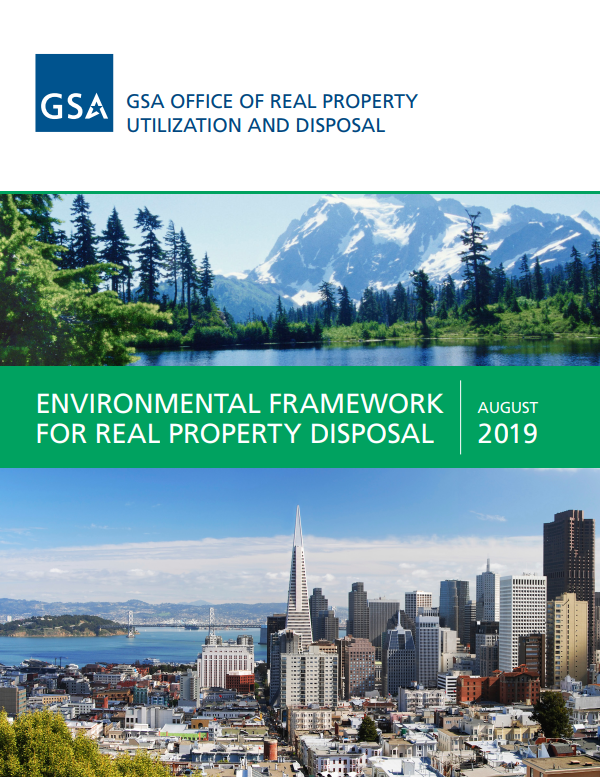 GSA
GSA OFFICE OF REAL PROPERTY
UTILIZATION AND DISPOSAL
ENVIRONMENTAL FRAMEWORK
FOR REAL PROPERTY DISPOSAL
AUGUST
2019